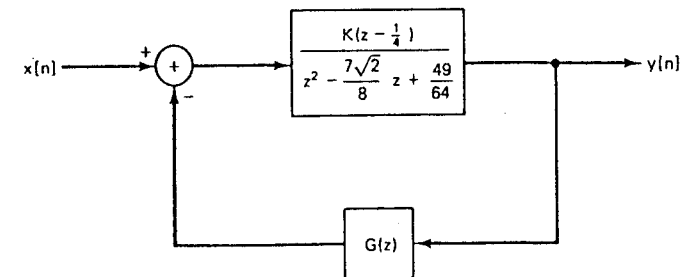 K(z − 1/4)
x[n] + + y[n]
z² − 7√2/8 z + 49/64
−
G(z)